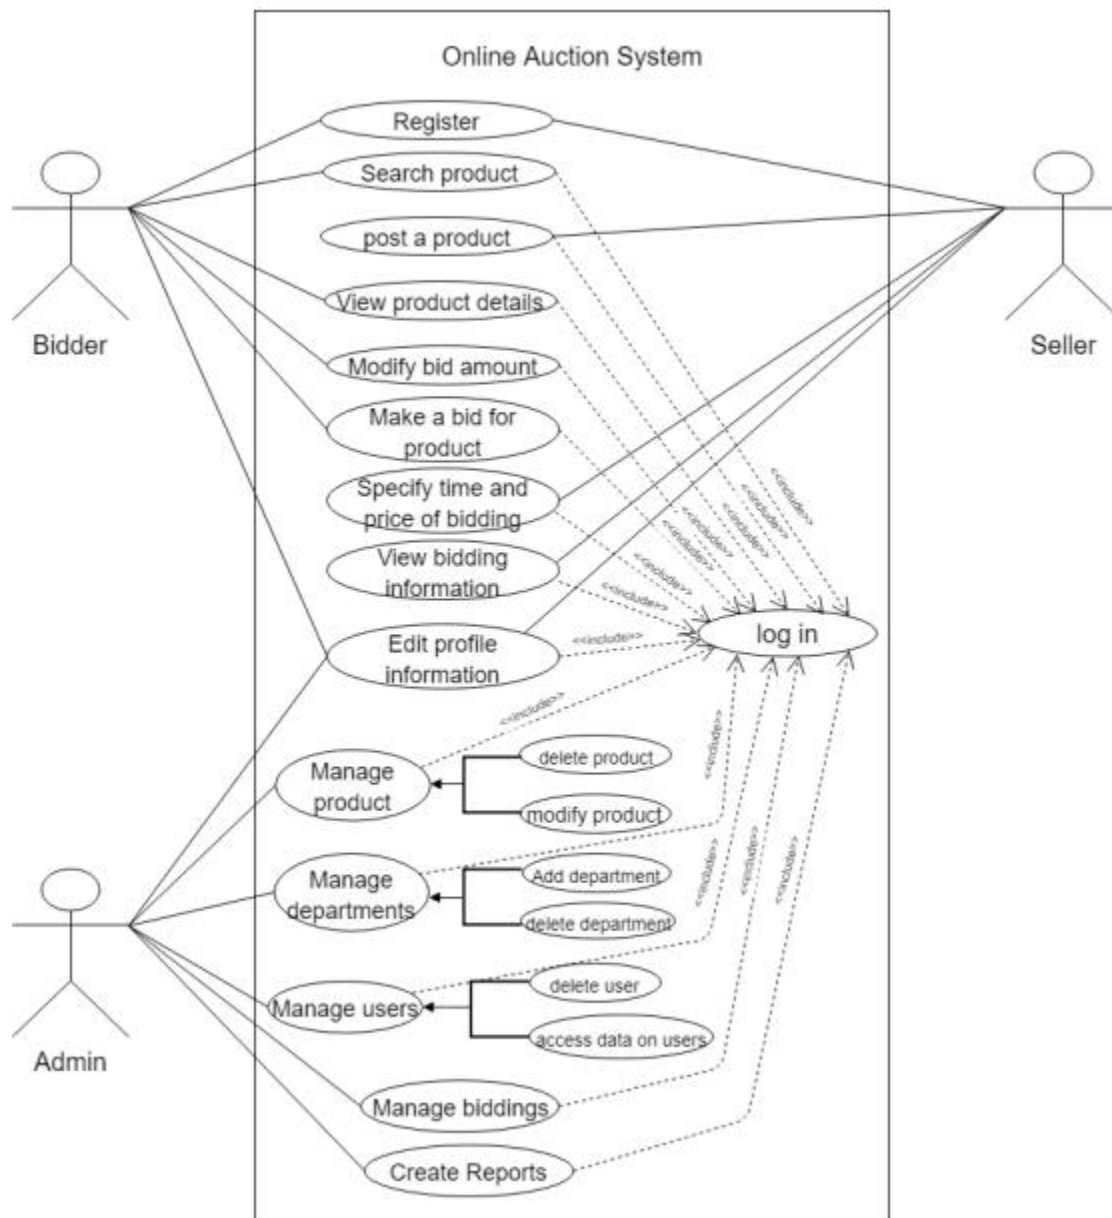 Online Auction System
Register
Search product
post a product
View product details
Bidder
Seller
Modify bid amount
Make a bid for
product
Specify time and
price of bidding
View bidding
information
Edit profile
information
log in
<<include>>
<<include>>
<<include>>
<<include>>
<<include>>
<<include>>
<<include>>
<<include>>
<<include>>
Manage
product
delete product
modify product
<<include>>
Manage
departments
Add department
delete department
<<include>>
<<include>>
<<include>>
Manage users
delete user
access data on users
Admin
Manage biddings
Create Reports